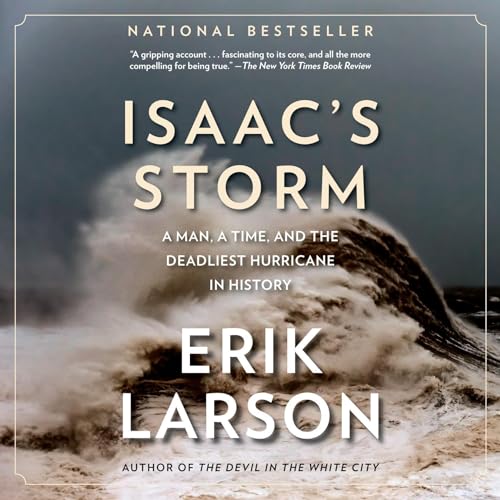 NATIONAL BESTSELLER
"A gripping account . . . fascinating to its core, and all the more
compelling for being true." —The New York Times Book Review
ISAAC'S
STORM
A MAN, A TIME, AND THE
DEADLIEST HURRICANE
IN HISTORY
ERIK
LARSON
AUTHOR OF THE DEVIL IN THE WHITE CITY